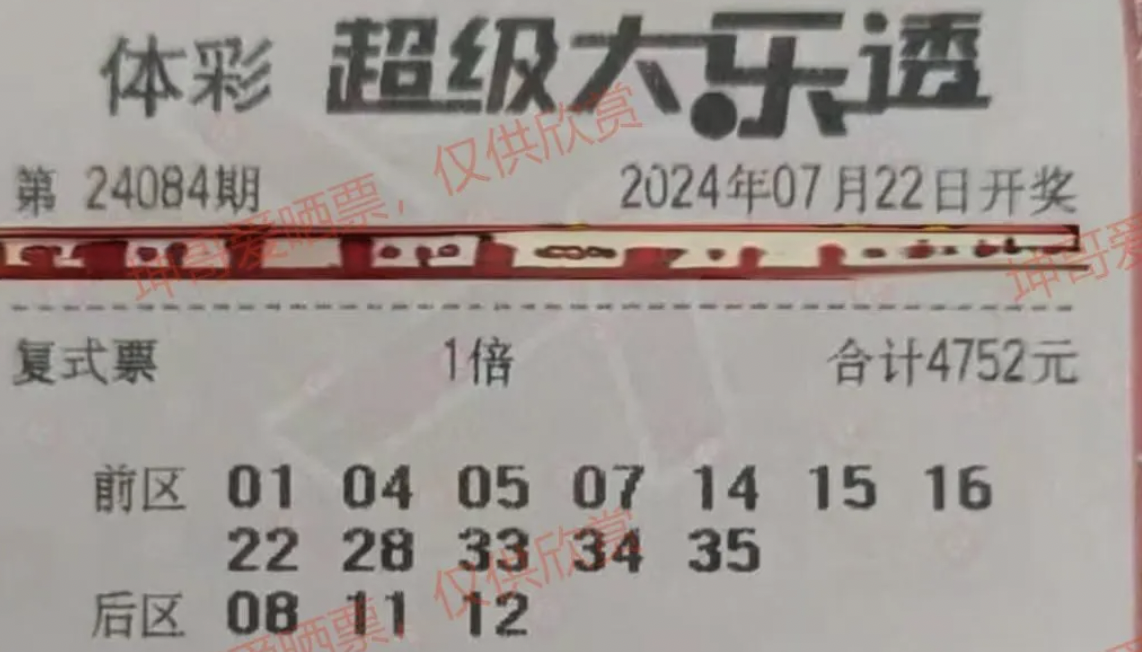 体彩 超级大乐透
第 24084期 2024年07月22日开奖
坤哥爱晒票,仅供欣赏
坤哥
复式票 1倍 合计4752元
前区 01 04 05 07 14 15 16
22 28 33 34 35
后区 08 11 12
爱晒票,仅供欣赏